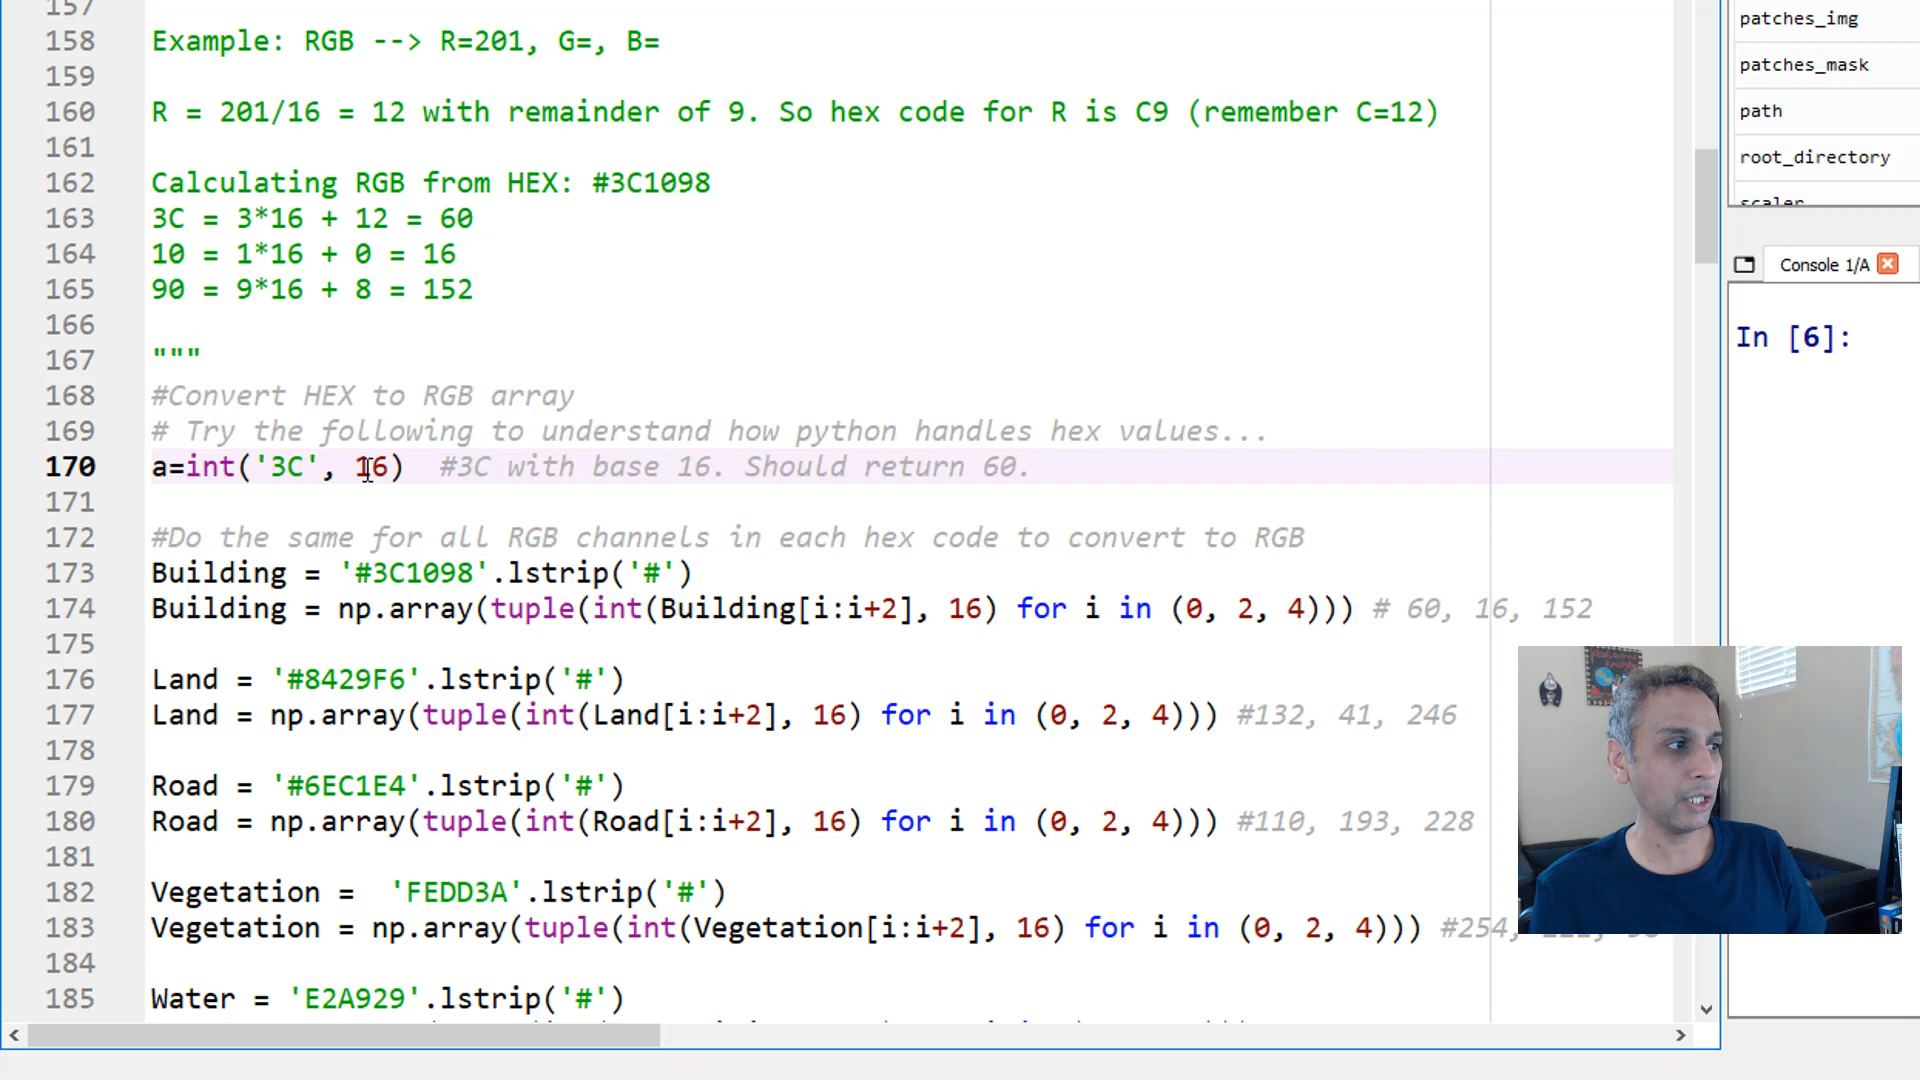 157
158 Example: RGB --> R=201, G=, B=
159
160 R = 201/16 = 12 with remainder of 9. So hex code for R is C9 (remember C=12)
161
162 Calculating RGB from HEX: #3C1098
163 3C = 3*16 + 12 = 60
164 10 = 1*16 + 0 = 16
165 90 = 9*16 + 8 = 152
166
167 """
168 #Convert HEX to RGB array
169 # Try the following to understand how python handles hex values...
170 a=int('3C', 16)  #3C with base 16. Should return 60.
171
172 #Do the same for all RGB channels in each hex code to convert to RGB
173 Building = '#3C1098'.lstrip('#')
174 Building = np.array(tuple(int(Building[i:i+2], 16) for i in (0, 2, 4))) # 60, 16, 152
175
176 Land = '#8429F6'.lstrip('#')
177 Land = np.array(tuple(int(Land[i:i+2], 16) for i in (0, 2, 4))) #132, 41, 246
178
179 Road = '#6EC1E4'.lstrip('#')
180 Road = np.array(tuple(int(Road[i:i+2], 16) for i in (0, 2, 4))) #110, 193, 228
181
182 Vegetation =  'FEDD3A'.lstrip('#')
183 Vegetation = np.array(tuple(int(Vegetation[i:i+2], 16) for i in (0, 2, 4))) #254,
184
185 Water = 'E2A929'.lstrip('#')
patches_img
patches_mask
path
root_directory
scaler
Console 1/A
In [6]: